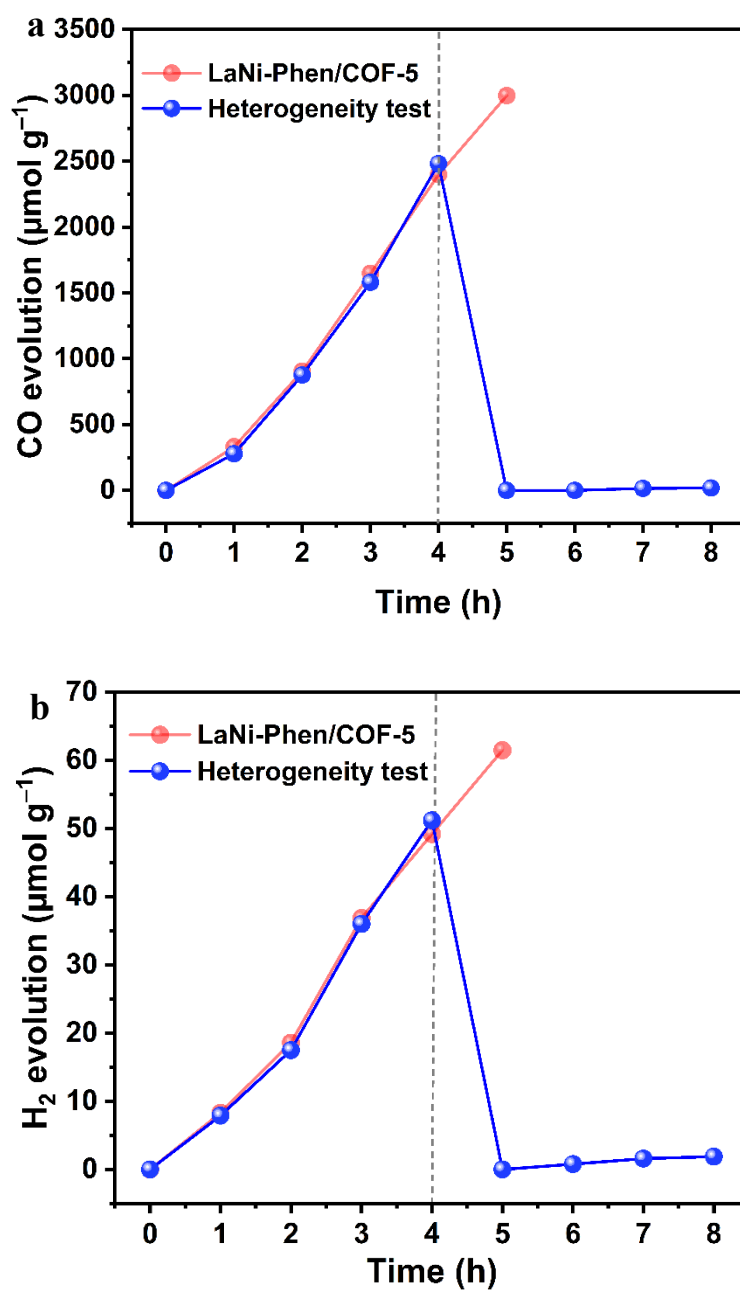 a
3500
3000
2500
2000
1500
1000
500
0
CO evolution (μmol g⁻¹)
LaNi-Phen/COF-5
Heterogeneity test
0 1 2 3 4 5 6 7 8
Time (h)
b
70
60
50
40
30
20
10
0
H₂ evolution (μmol g⁻¹)
LaNi-Phen/COF-5
Heterogeneity test
0 1 2 3 4 5 6 7 8
Time (h)